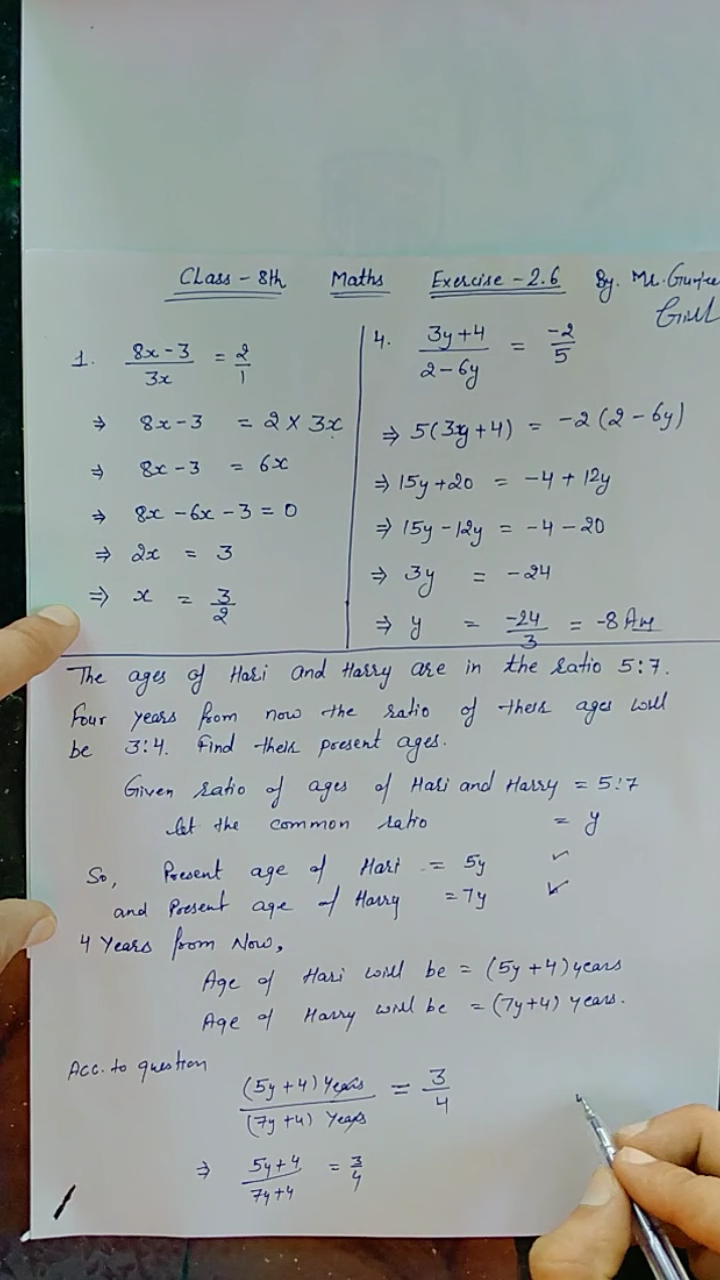 Class - 8th Maths Exercise - 2.6 By. Mr.
Gill
1. (8x - 3)/(3x) = 2/1
⇒ 8x - 3 = 2 × 3x
⇒ 8x - 3 = 6x
⇒ 8x - 6x - 3 = 0
⇒ 2x = 3
⇒ x = 3/2
4. (3y + 4)/(2 - 6y) = -2/5
⇒ 5(3y + 4) = -2(2 - 6y)
⇒ 15y + 20 = -4 + 12y
⇒ 15y - 12y = -4 - 20
⇒ 3y = -24
⇒ y = -24/3 = -8 Ans
The ages of Hari and Harry are in the ratio 5:7.
Four years from now the ratio of their ages will
be 3:4. Find their present ages.
Given ratio of ages of Hari and Harry = 5:7
let the common ratio = y
So, Present age of Hari = 5y ✓
and Present age of Harry = 7y ✓
4 Years from Now,
Age of Hari will be = (5y + 4) years
Age of Harry will be = (7y + 4) years.
Acc. to question
(5y + 4) Years/(7y + 4) Years = 3/4
⇒ (5y + 4)/(7y + 4) = 3/4